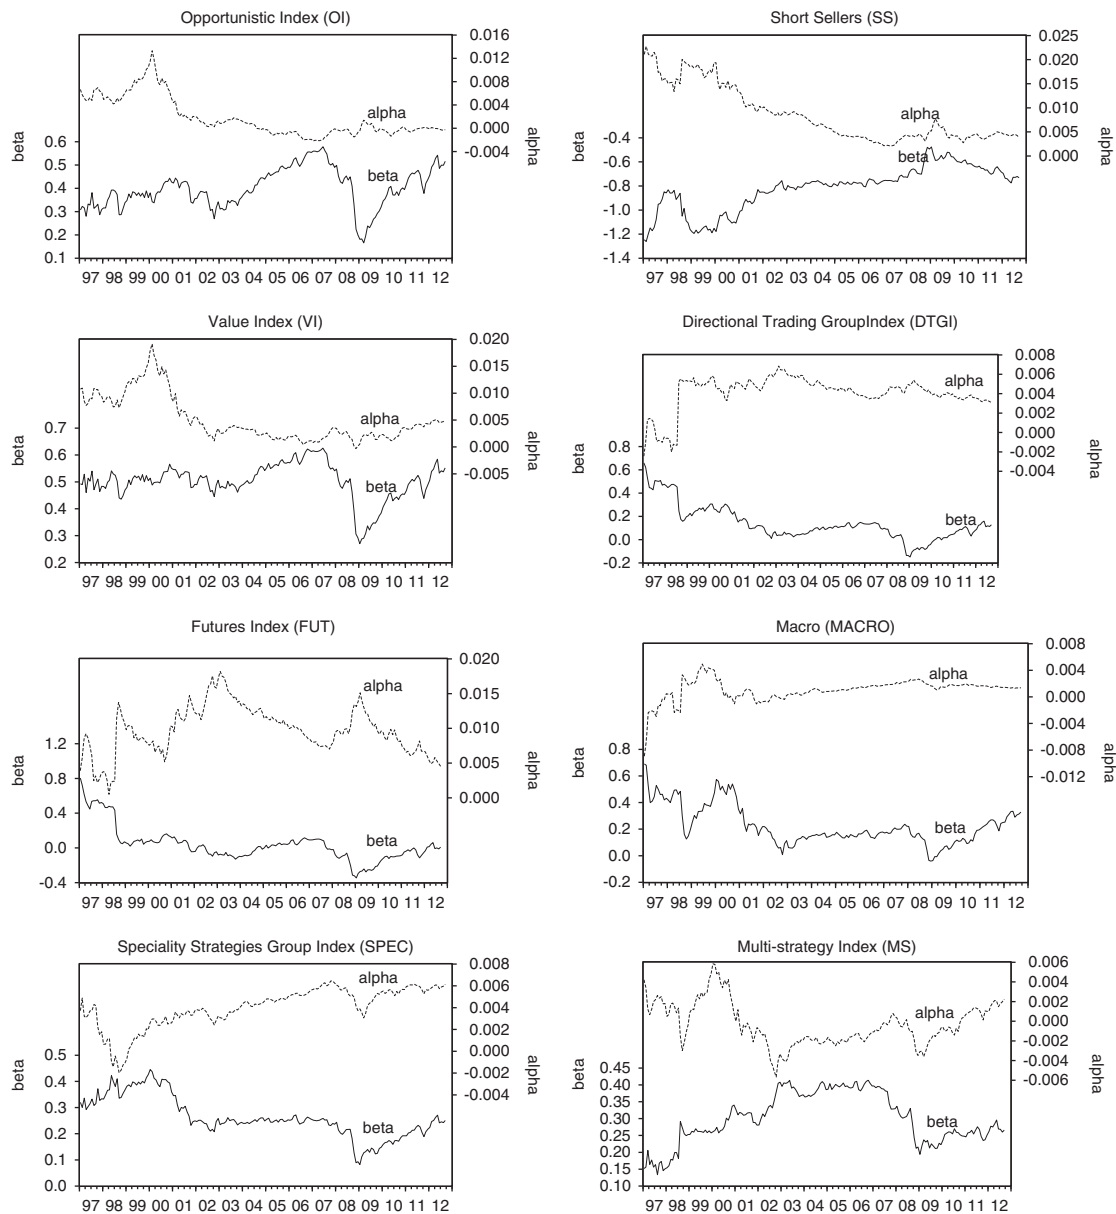 Opportunistic Index (OI)
0.016
0.012
0.008
0.004
0.000
-0.004
0.6
0.5
0.4
0.3
0.2
0.1
beta
alpha
alpha
beta
97 98 99 00 01 02 03 04 05 06 07 08 09 10 11 12
Short Sellers (SS)
0.025
0.020
0.015
0.010
0.005
0.000
-0.4
-0.6
-0.8
-1.0
-1.2
-1.4
beta
alpha
alpha
beta
97 98 99 00 01 02 03 04 05 06 07 08 09 10 11 12
Value Index (VI)
0.020
0.015
0.010
0.005
0.000
-0.005
0.7
0.6
0.5
0.4
0.3
0.2
beta
alpha
alpha
beta
97 98 99 00 01 02 03 04 05 06 07 08 09 10 11 12
Directional Trading GroupIndex (DTGI)
0.008
0.006
0.004
0.002
0.000
-0.002
-0.004
0.8
0.6
0.4
0.2
0.0
-0.2
beta
alpha
alpha
beta
97 98 99 00 01 02 03 04 05 06 07 08 09 10 11 12
Futures Index (FUT)
0.020
0.015
0.010
0.005
0.000
1.2
0.8
0.4
0.0
-0.4
beta
alpha
alpha
beta
97 98 99 00 01 02 03 04 05 06 07 08 09 10 11 12
Macro (MACRO)
0.008
0.004
0.000
-0.004
-0.008
-0.012
0.8
0.6
0.4
0.2
0.0
-0.2
beta
alpha
alpha
beta
97 98 99 00 01 02 03 04 05 06 07 08 09 10 11 12
Speciality Strategies Group Index (SPEC)
0.008
0.006
0.004
0.002
0.000
-0.002
-0.004
0.5
0.4
0.3
0.2
0.1
0.0
beta
alpha
alpha
beta
97 98 99 00 01 02 03 04 05 06 07 08 09 10 11 12
Multi-strategy Index (MS)
0.006
0.004
0.002
0.000
-0.002
-0.004
-0.006
0.45
0.40
0.35
0.30
0.25
0.20
0.15
0.10
beta
alpha
alpha
beta
97 98 99 00 01 02 03 04 05 06 07 08 09 10 11 12